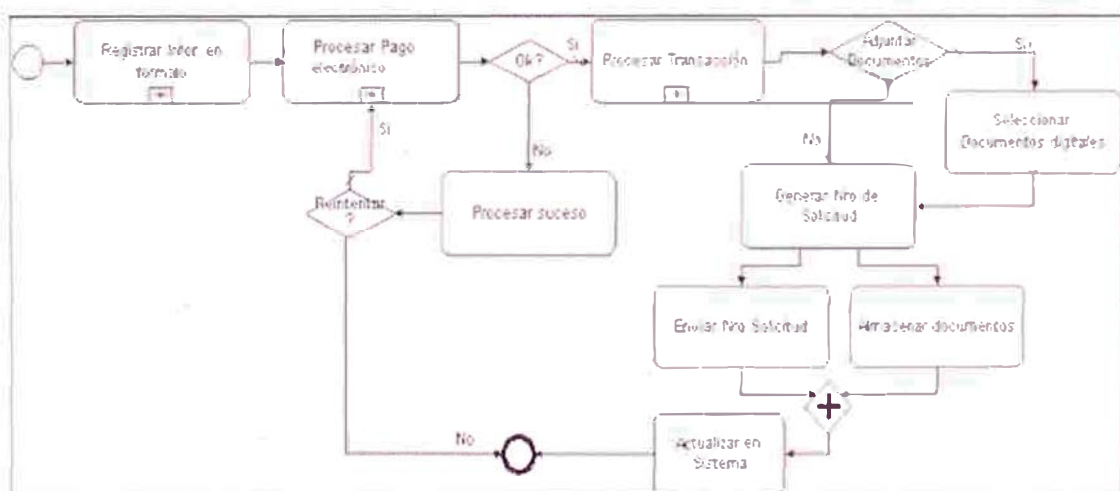 Registrar Infor. en
formato
Procesar Pago
electrónico
Ok?
Si
Procesar Transacción
Adjuntar
Documentos
Si
Seleccionar
Documentos digitales
No
No
Si
Reintentar
?
Procesar suceso
Generar Nro de
Solicitud
Enviar Nro Solicitud
Almacenar documentos
No
Actualizar en
Sistema